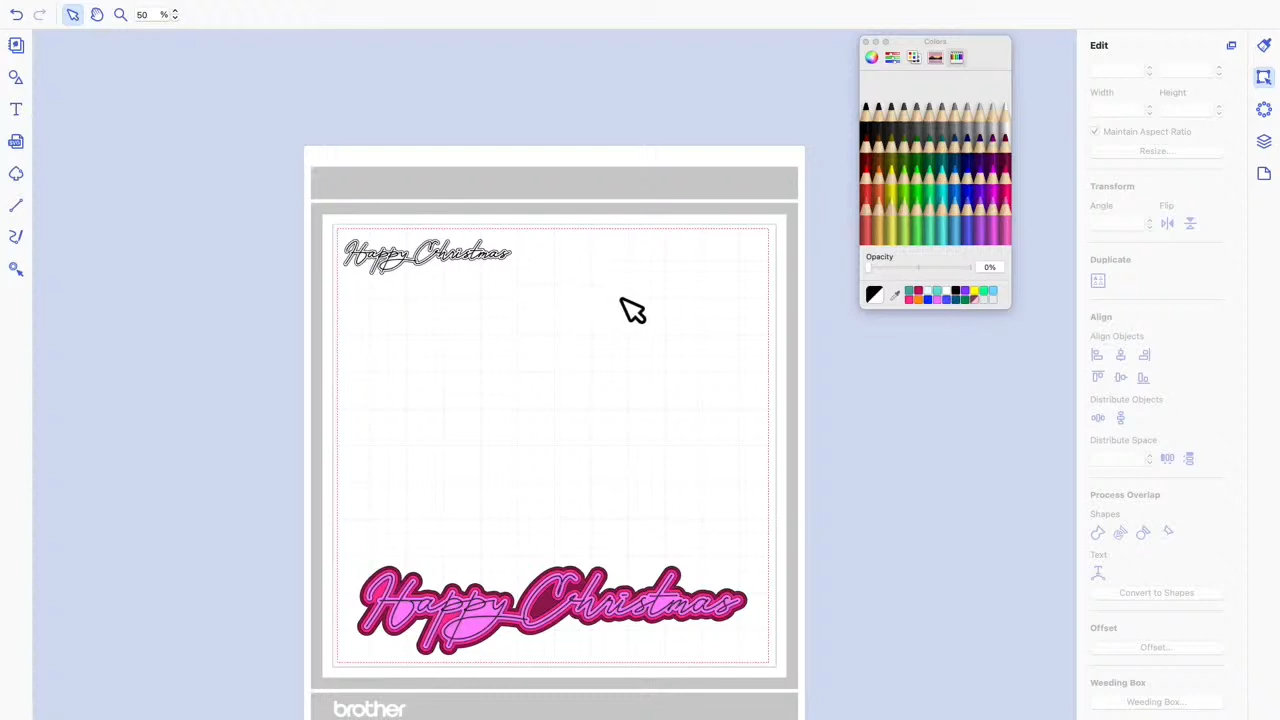 50 %
Colors
Edit
Width Height
Maintain Aspect Ratio
Resize...
Transform
Angle Flip
Happy Christmas
Opacity
Duplicate
0%
Align
Align Objects
Distribute Objects
Distribute Space
Process Overlap
Shapes
Text
Happy Christmas
Convert to Shapes
Offset
Offset...
Weeding Box
Weeding Box...
brother